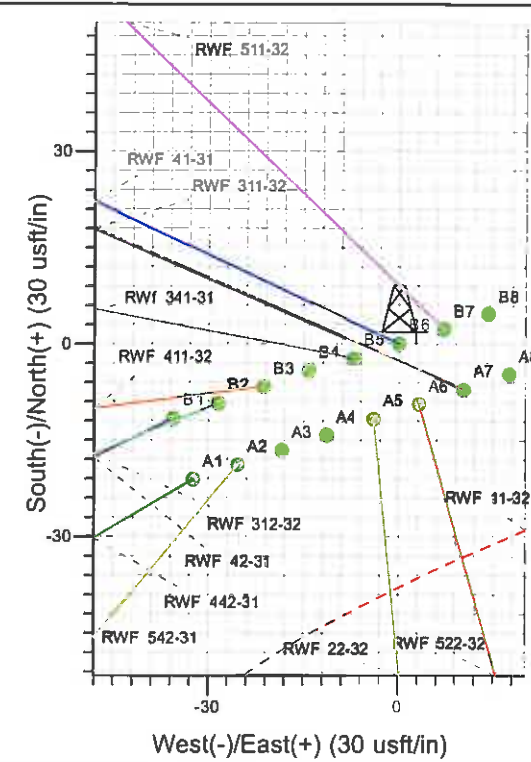 RWF 511-32
30
RWF 41-31
RWF 311-32
RWf 341-31
B8
B7
B6
B5
0
B4
RWF 411-32
B3
A8
A7
A6
B2
B1
A5
A4
A3
A2
A1
RWF 11-32
RWF 312-32
-30
RWF 42-31
RWF 442-31
RWF 542-31
RWF 22-32
RWF 522-32
-30
0
South(-)/North(+) (30 usft/in)
West(-)/East(+) (30 usft/in)